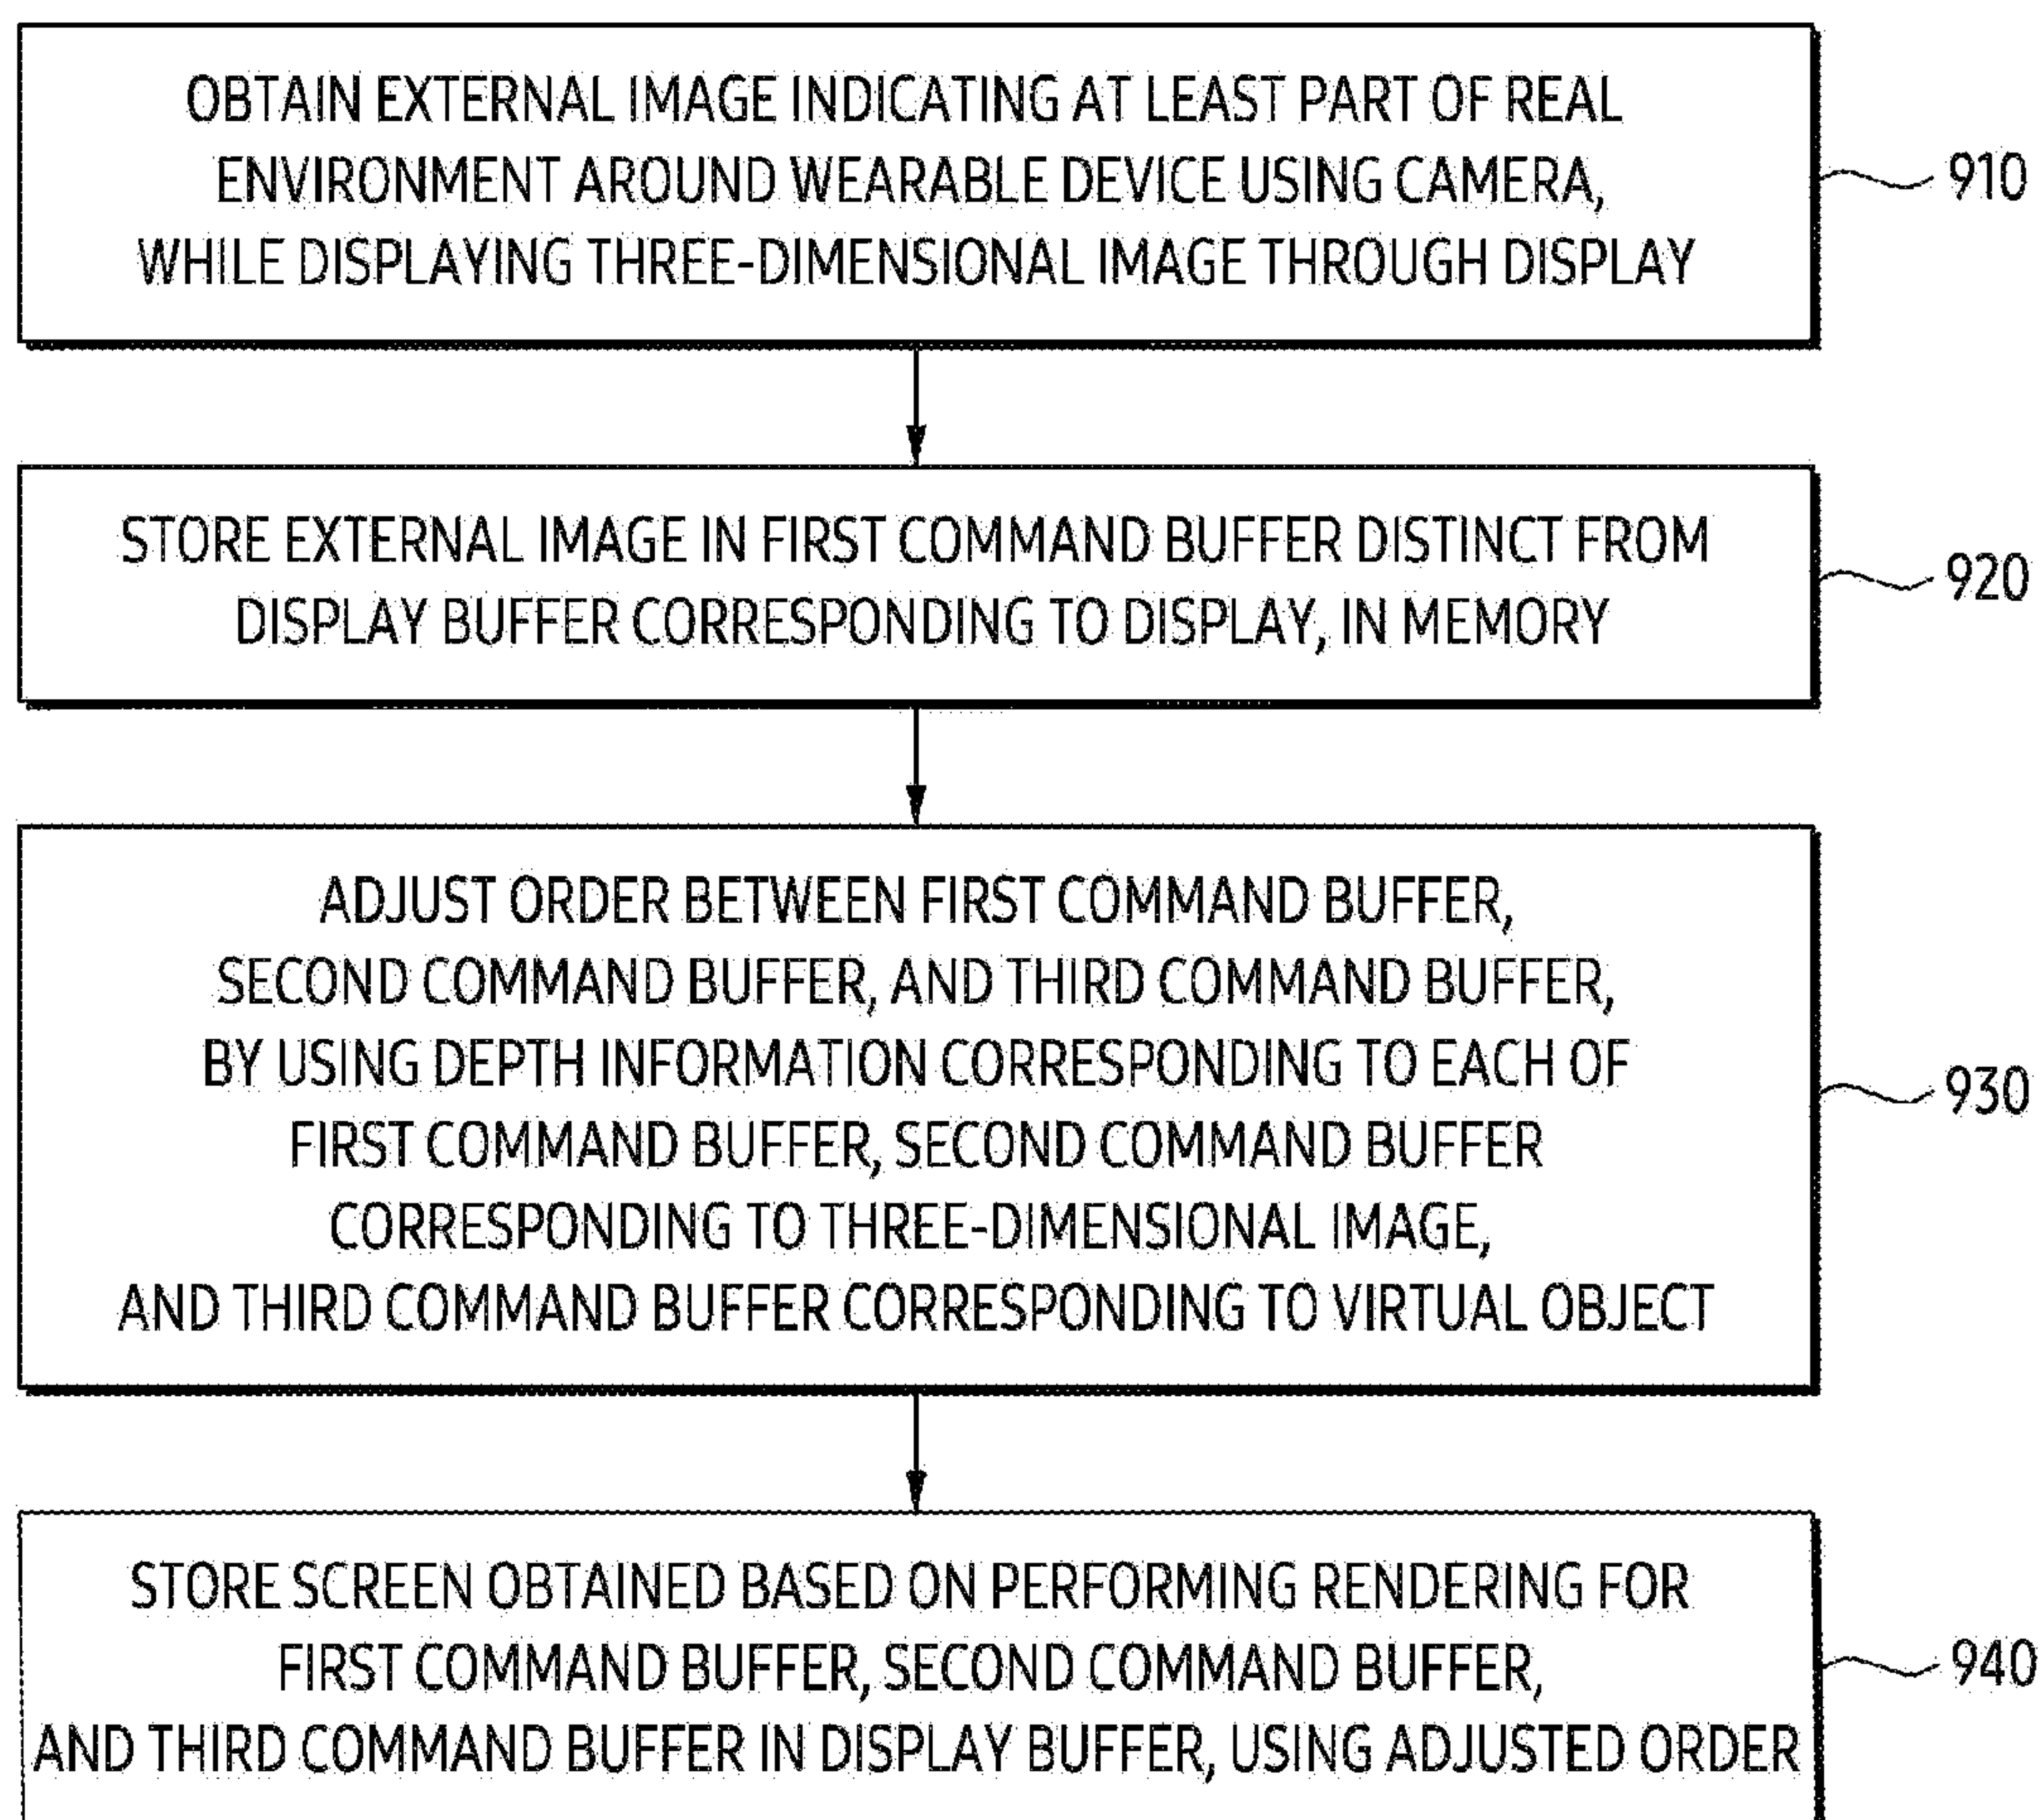 OBTAIN EXTERNAL IMAGE INDICATING AT LEAST PART OF REAL
ENVIRONMENT AROUND WEARABLE DEVICE USING CAMERA,
WHILE DISPLAYING THREE-DIMENSIONAL IMAGE THROUGH DISPLAY
910
STORE EXTERNAL IMAGE IN FIRST COMMAND BUFFER DISTINCT FROM
DISPLAY BUFFER CORRESPONDING TO DISPLAY, IN MEMORY
920
ADJUST ORDER BETWEEN FIRST COMMAND BUFFER,
SECOND COMMAND BUFFER, AND THIRD COMMAND BUFFER,
BY USING DEPTH INFORMATION CORRESPONDING TO EACH OF
FIRST COMMAND BUFFER, SECOND COMMAND BUFFER
CORRESPONDING TO THREE-DIMENSIONAL IMAGE,
AND THIRD COMMAND BUFFER CORRESPONDING TO VIRTUAL OBJECT
930
STORE SCREEN OBTAINED BASED ON PERFORMING RENDERING FOR
FIRST COMMAND BUFFER, SECOND COMMAND BUFFER,
AND THIRD COMMAND BUFFER IN DISPLAY BUFFER, USING ADJUSTED ORDER
940